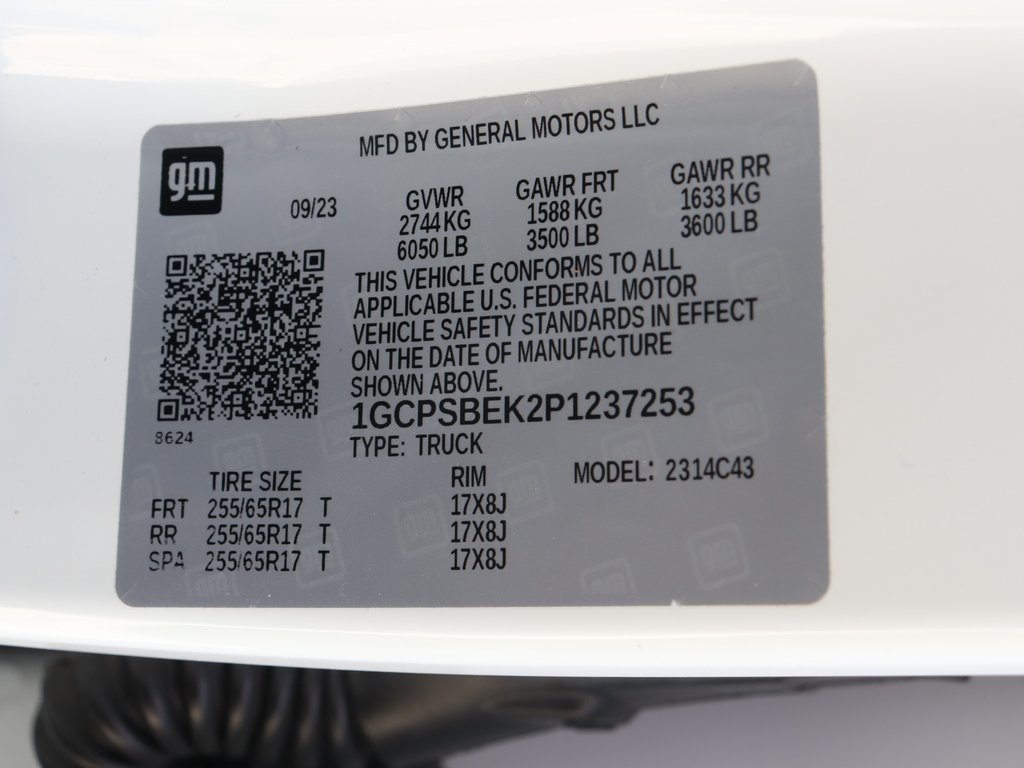 MFD BY GENERAL MOTORS LLC
gm
09/23 GVWR GAWR FRT GAWR RR
2744 KG 1588 KG 1633 KG
6050 LB 3500 LB 3600 LB
THIS VEHICLE CONFORMS TO ALL
APPLICABLE U.S. FEDERAL MOTOR
VEHICLE SAFETY STANDARDS IN EFFECT
ON THE DATE OF MANUFACTURE
SHOWN ABOVE.
1GCPSBEK2P1237253
8624
TYPE: TRUCK
TIRE SIZE RIM MODEL: 2314C43
FRT 255/65R17 T 17X8J
RR 255/65R17 T 17X8J
SPA 255/65R17 T 17X8J